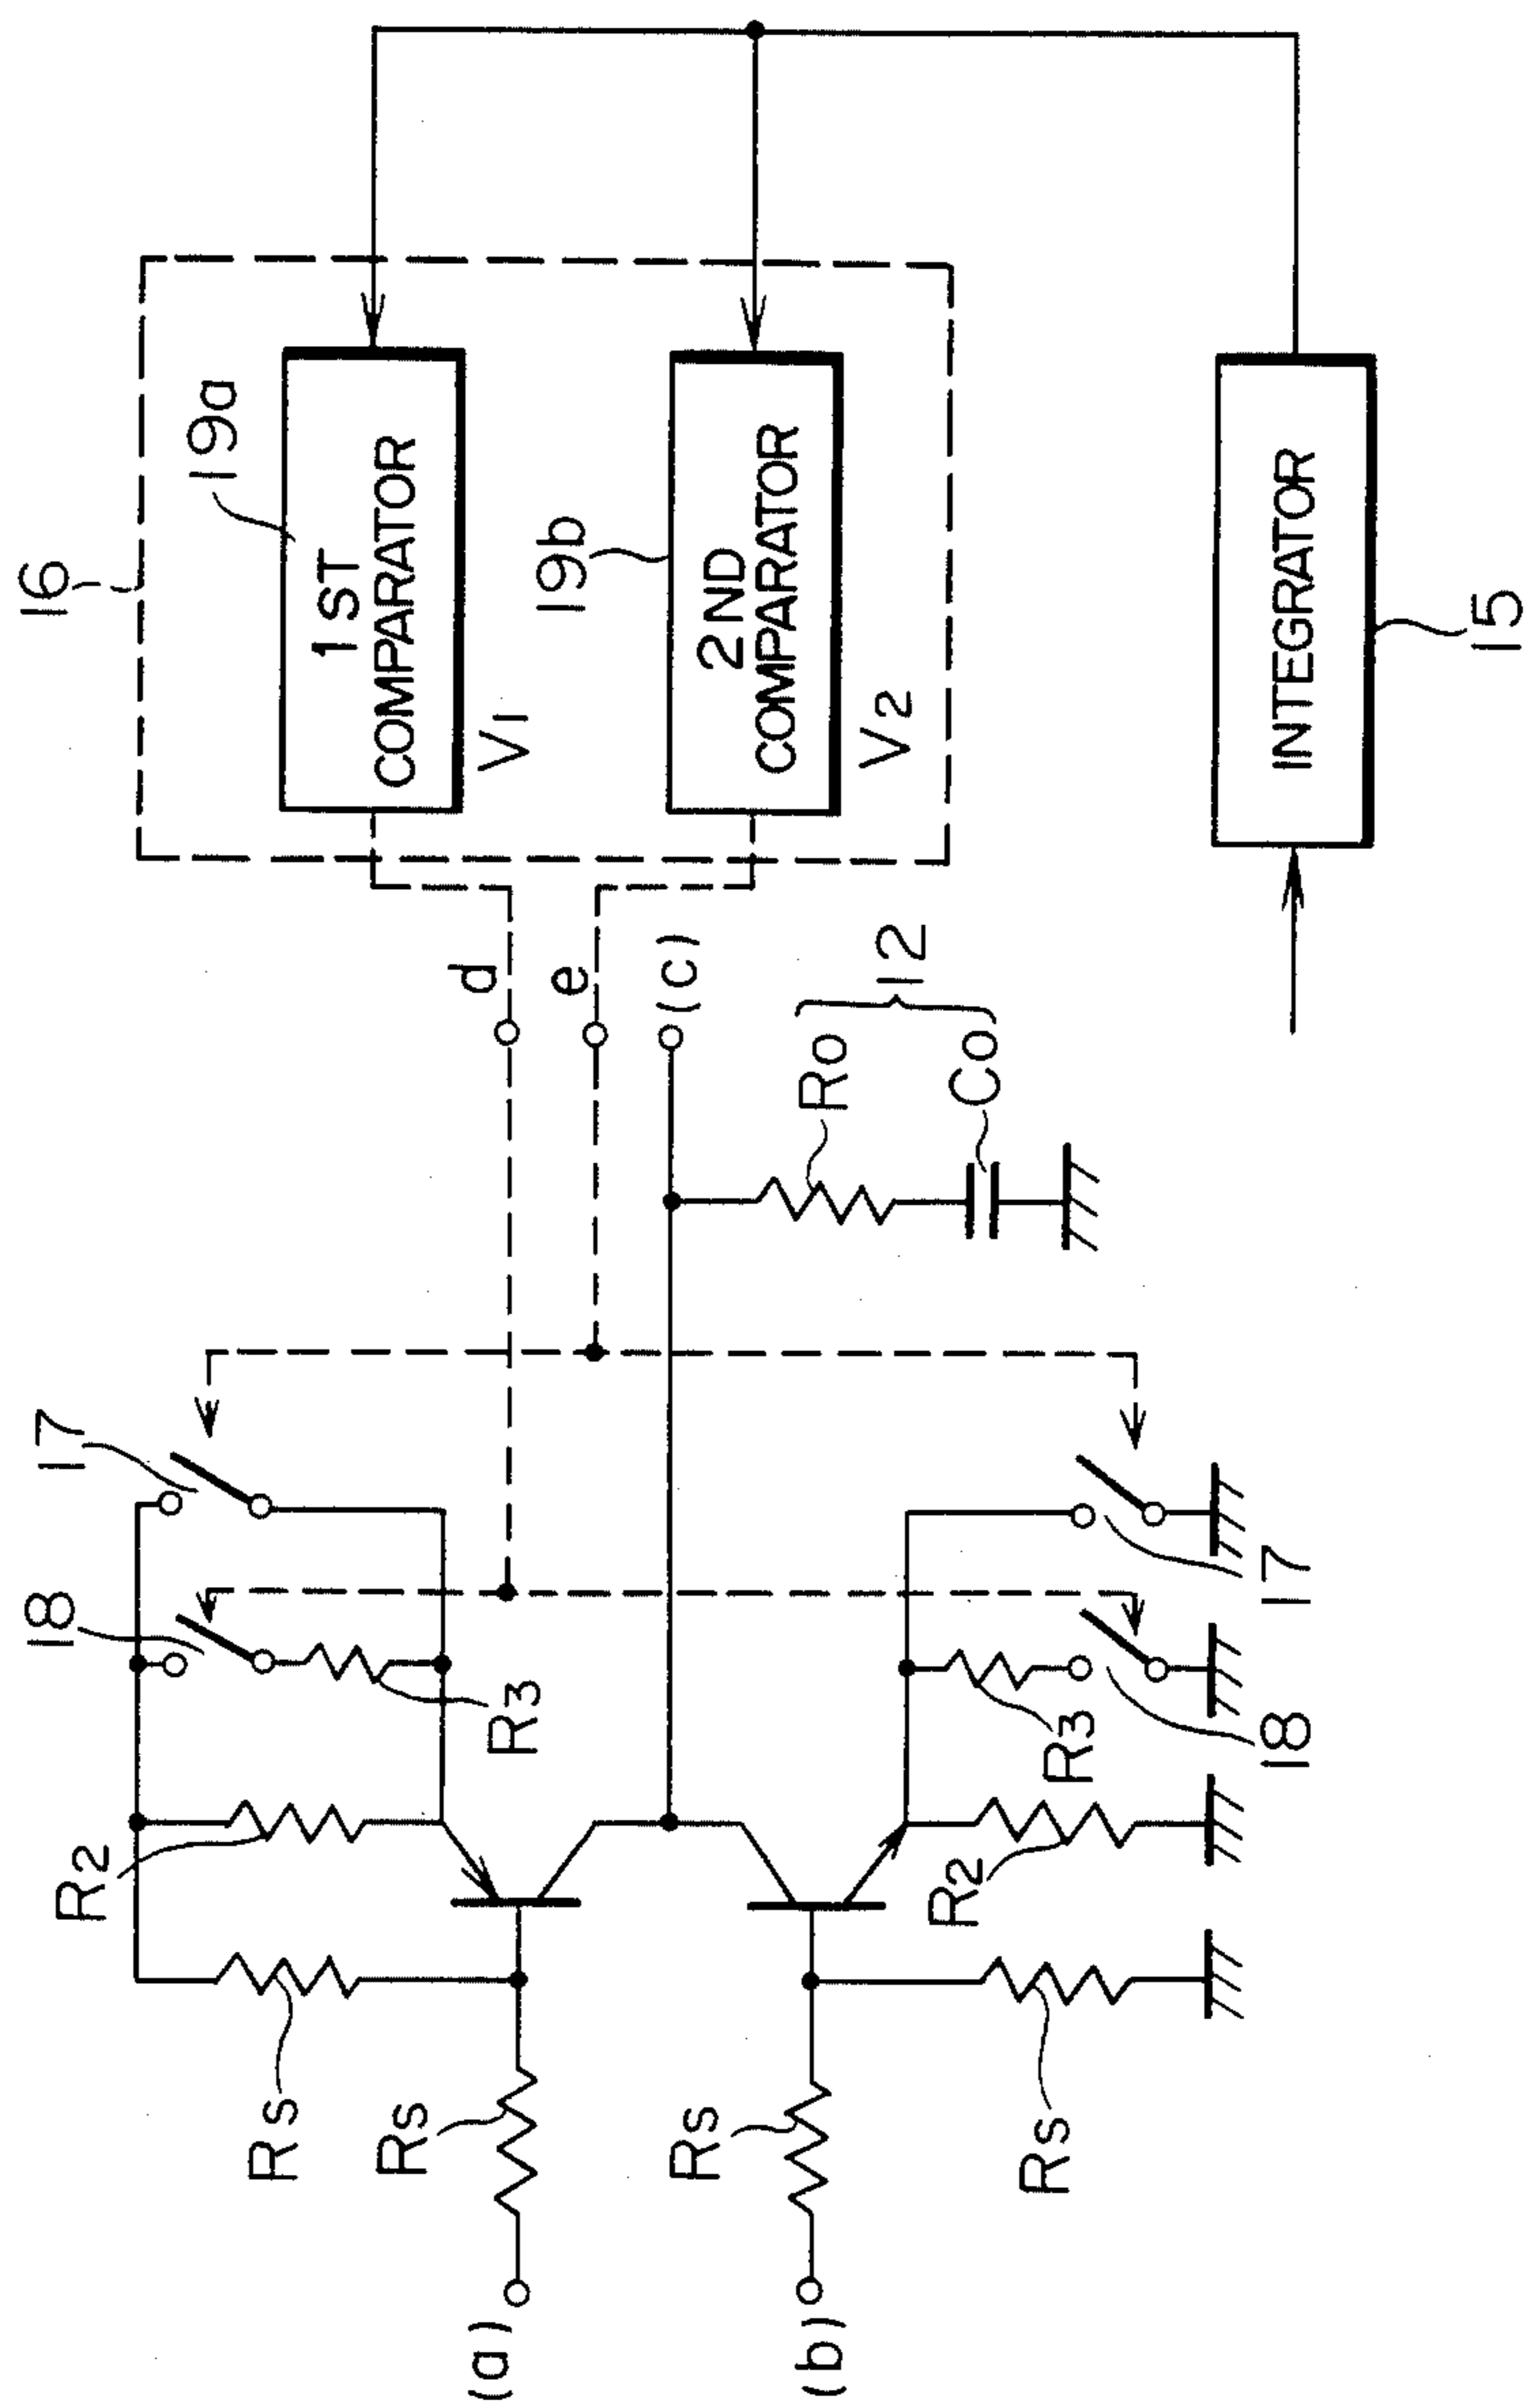 R2
18
17
16
19a
Rs
1ST
COMPARATOR
Rs
(a)
R3
d
V1
e
19b
(c)
Rs
2ND
COMPARATOR
(b)
Ro
12
V2
Co
R2
Rs
R3
18
17
INTEGRATOR
15